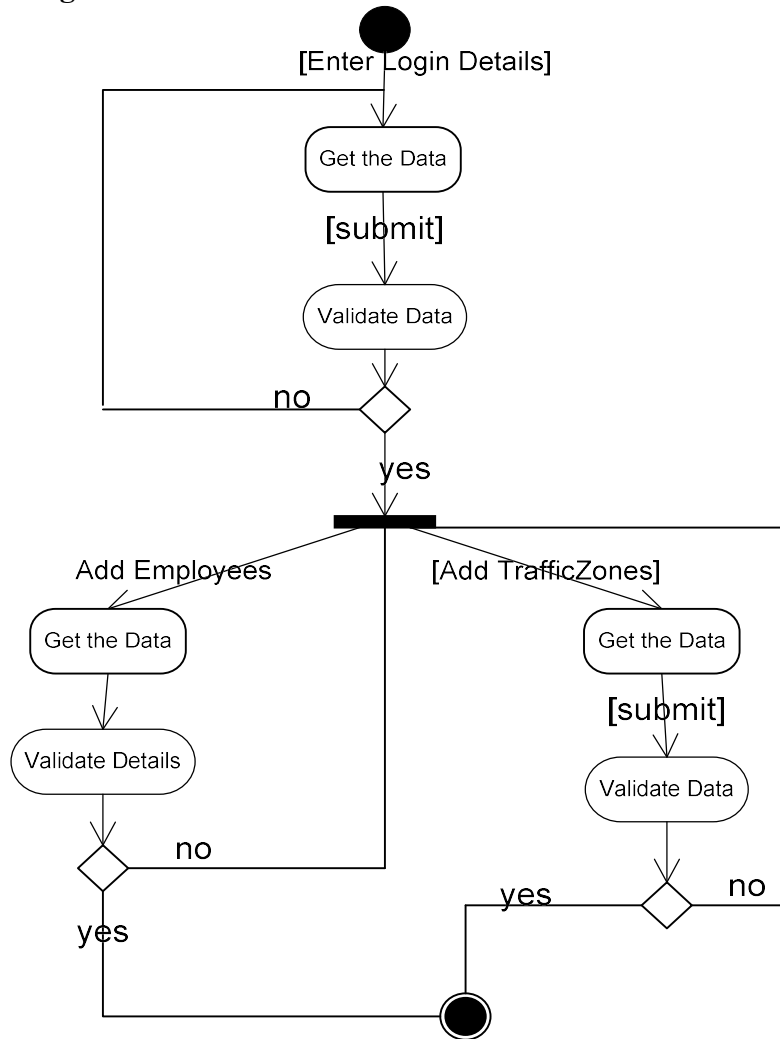 [Enter Login Details]
Get the Data
[submit]
Validate Data
no
yes
Add Employees
[Add TrafficZones]
Get the Data
Get the Data
[submit]
Validate Details
Validate Data
no
yes
no
yes